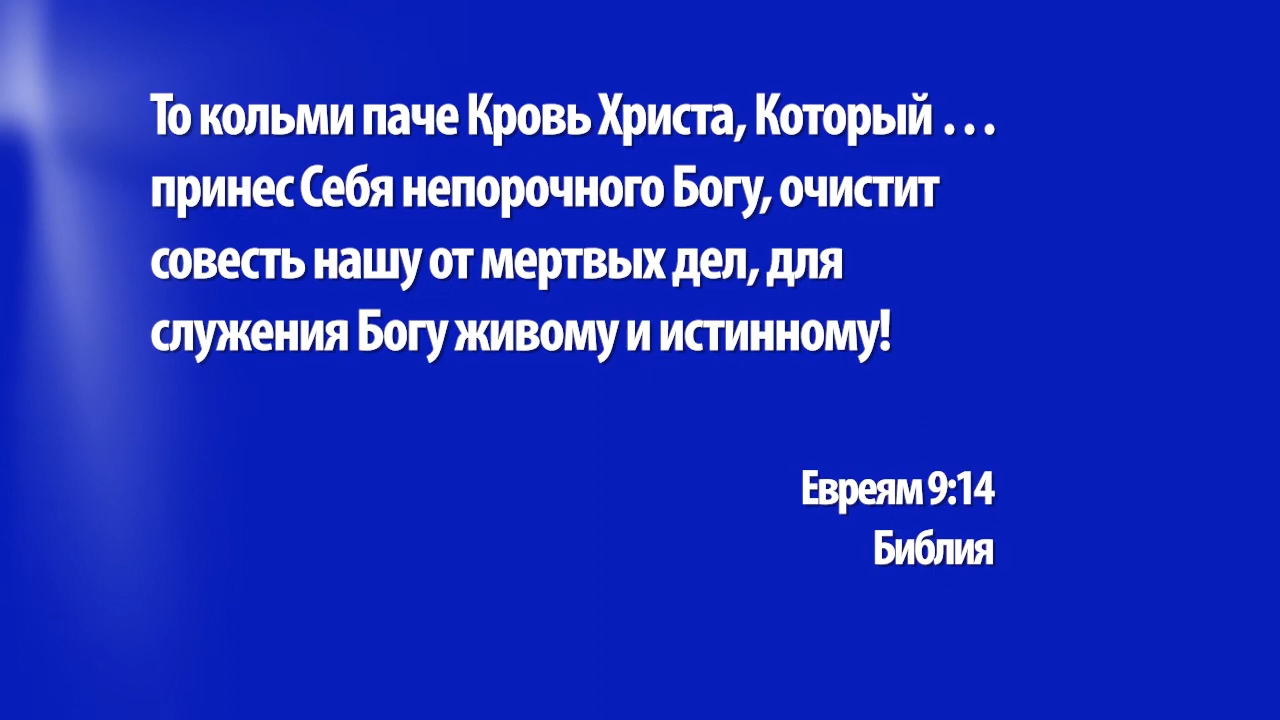 То кольми паче Кровь Христа, Который . . .
принес Себя непорочного Богу, очистит
совесть нашу от мертвых дел, для
служения Богу живому и истинному!
Евреям 9:14
Библия